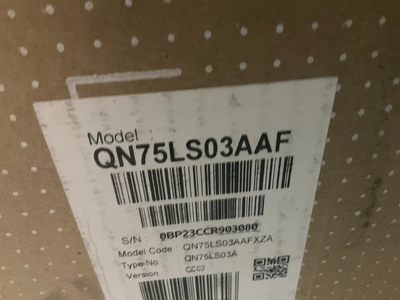 Model :
QN75LS03AAF
S/N : 0BP23CCR903080
Model Code QN75LS03AAFXZA
Type No QN75LS03A
Version CC02